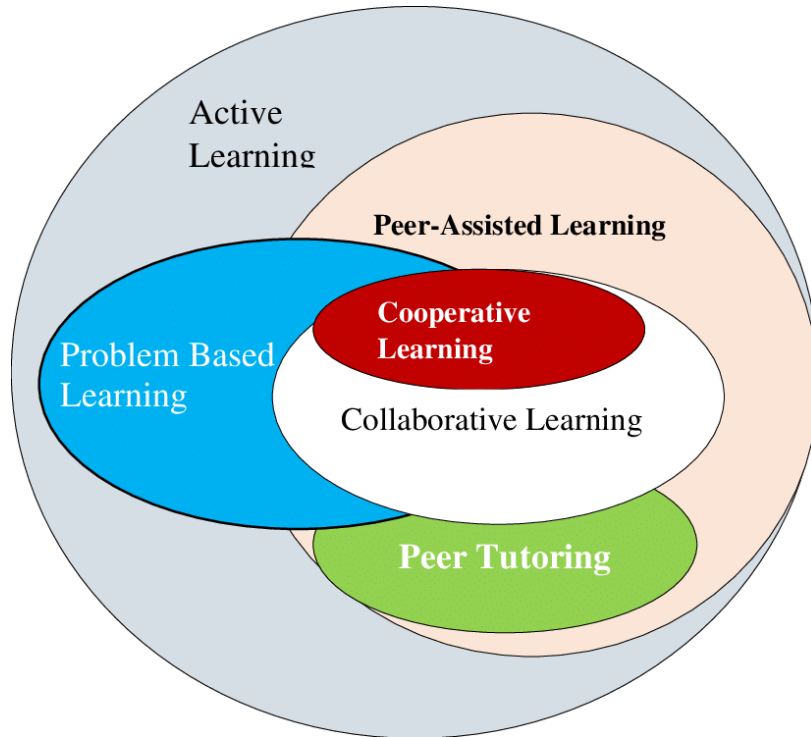 Active
Learning
Peer-Assisted Learning
Cooperative
Learning
Problem Based
Learning
Collaborative Learning
Peer Tutoring